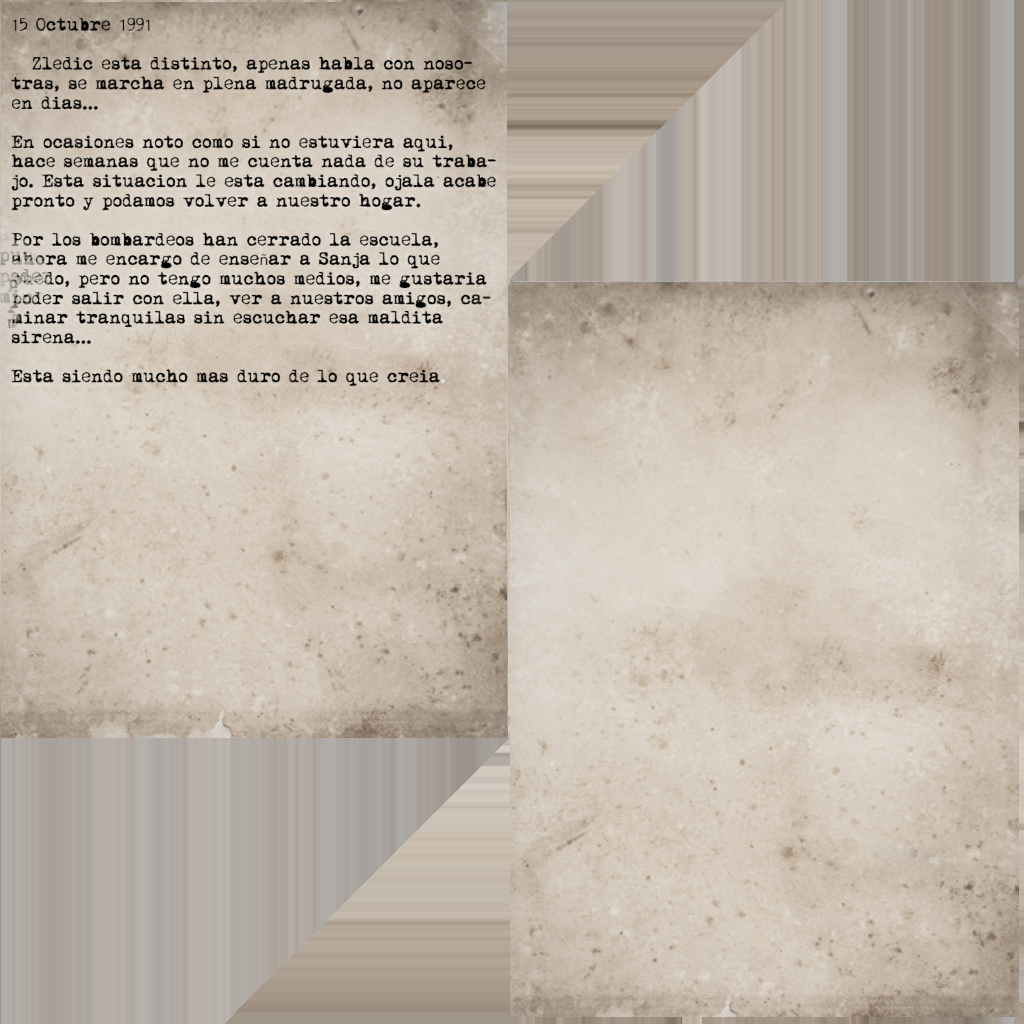 15 Octubre 1991
Zledic esta distinto, apenas habla con noso-
tras, se marcha en plena madrugada, no aparece
en dias...
En ocasiones noto como si no estuviera aqui,
hace semanas que no me cuenta nada de su traba-
jo. Esta situacion le esta cambiando, ojala acabe
pronto y podamos volver a nuestro hogar.
Por los bombardeos han cerrado la escuela,
ahora me encargo de enseñar a Sanja lo que
puedo, pero no tengo muchos medios, me gustaria
poder salir con ella, ver a nuestros amigos, ca-
minar tranquilas sin escuchar esa maldita
sirena...
Esta siendo mucho mas duro de lo que creia